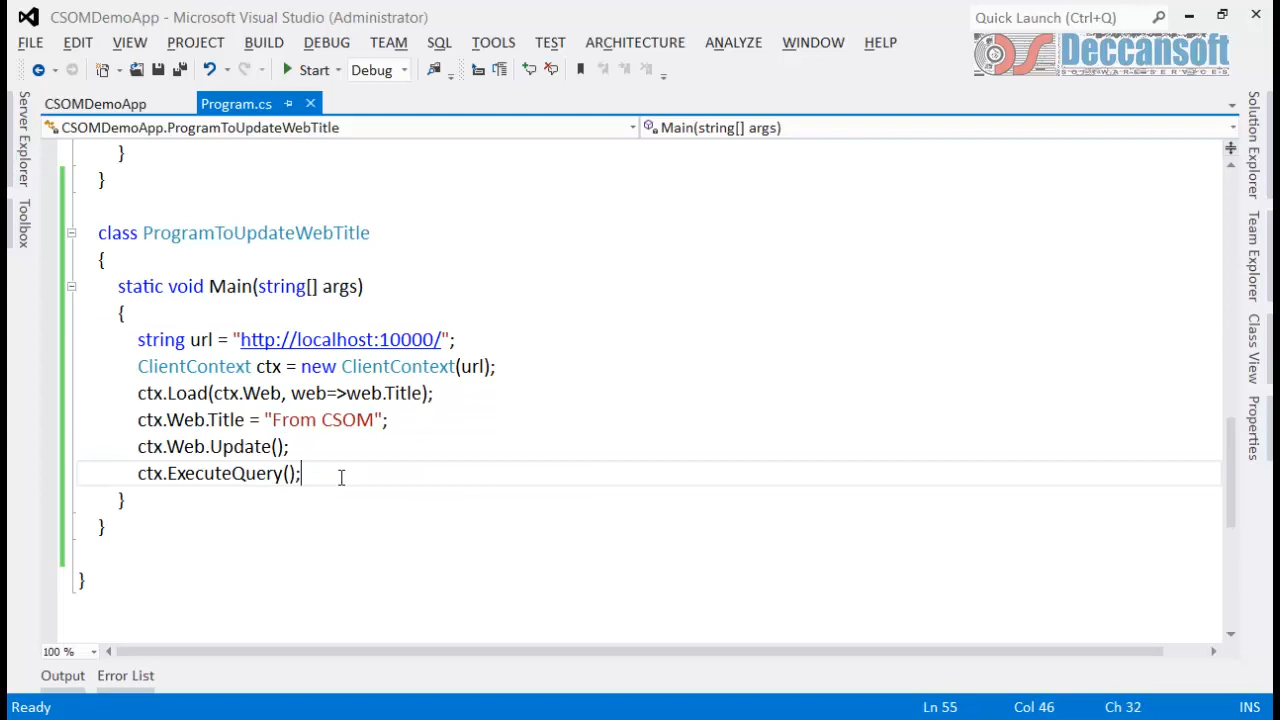 CSOMDemoApp - Microsoft Visual Studio (Administrator)
Quick Launch (Ctrl+Q)
FILE EDIT VIEW PROJECT BUILD DEBUG TEAM SQL TOOLS TEST ARCHITECTURE ANALYZE WINDOW HELP
Deccansoft
SOFTWARE SERVICES
Start Debug
CSOMDemoApp Program.cs
CSOMDemoApp.ProgramToUpdateWebTitle Main(string[] args)
Server Explorer
Toolbox
}
}
class ProgramToUpdateWebTitle
{
static void Main(string[] args)
{
string url = "http://localhost:10000/";
ClientContext ctx = new ClientContext(url);
ctx.Load(ctx.Web, web=>web.Title);
ctx.Web.Title = "From CSOM";
ctx.Web.Update();
ctx.ExecuteQuery();
}
}
}
Solution Explorer
Team Explorer
Class View
Properties
100 %
Output Error List
Ready Ln 55 Col 46 Ch 32 INS